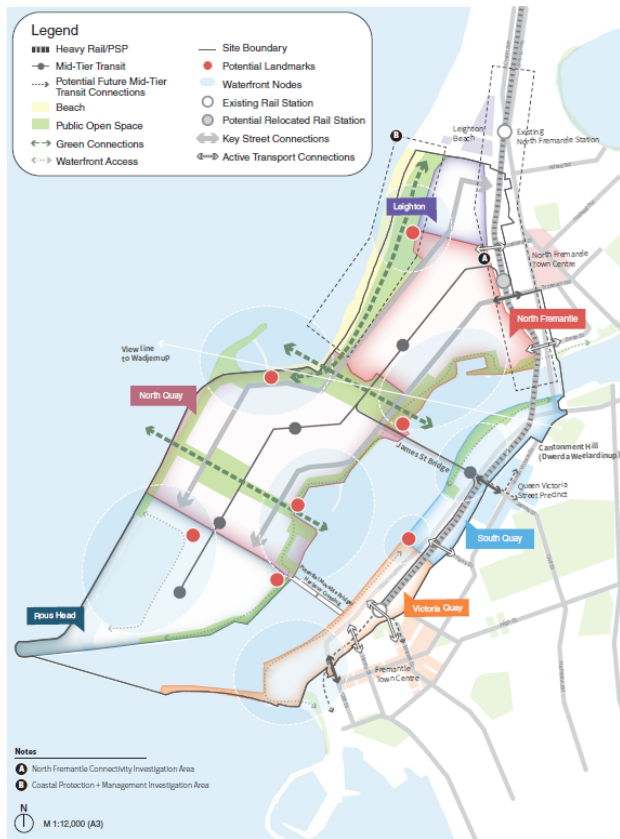 Legend
Heavy Rail/PSP
Mid-Tier Transit
Potential Future Mid-Tier
Transit Connections
Beach
Public Open Space
Green Connections
Waterfront Access
Site Boundary
Potential Landmarks
Waterfront Nodes
Existing Rail Station
Potential Relocated Rail Station
Key Street Connections
Active Transport Connections
B
Leighton
Beach
Existing
North Fremantle Station
Leighton
A
North Fremantle
Town Centre
North Fremantle
View line
to Wadjemup
North Quay
James St Bridge
Cantonment Hill
(Dwerda Weelardinup)
Queen Victoria
Street Precinct
South Quay
Victoria Quay
Rous Head
Harbour Crossing
Fremantle
Town Centre
Notes
A North Fremantle Connectivity Investigation Area
B Coastal Protection + Management Investigation Area
N
M 1:12,000 (A3)